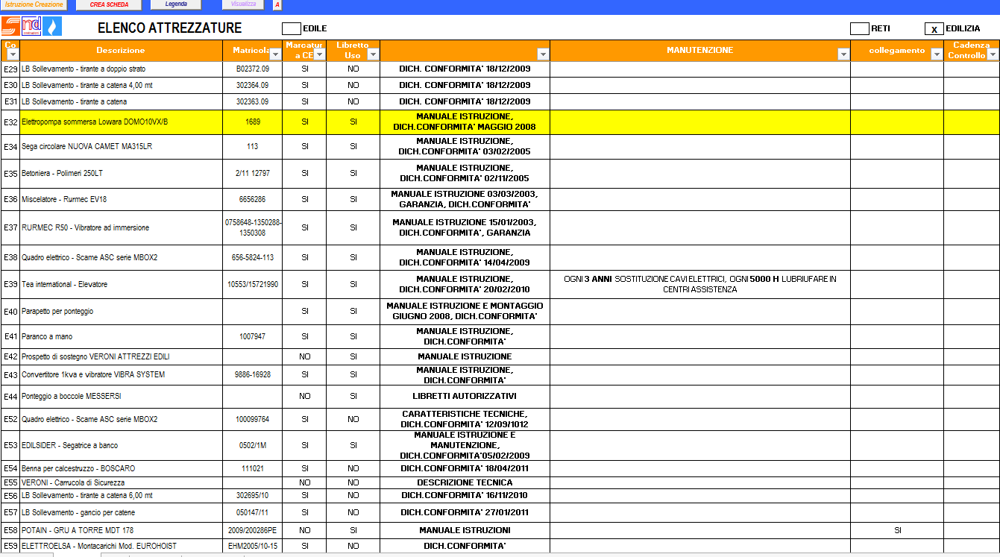 Istruzione Creazione CREA SCHEDA Legenda Visualizza A
snd
ELENCO ATTREZZATURE EDILE RETI X EDILIZIA
Co Descrizione Matricola Marcatur a CE Libretto Uso MANUTENZIONE collegamento Cadenza Controllo
E29 LB Sollevamento - tirante a doppio strato B02372.09 SI NO DICH. CONFORMITA' 18/12/2009
E30 LB Sollevamento - tirante a catena 4,00 mt 302364.09 SI NO DICH. CONFORMITA' 18/12/2009
E31 LB Sollevamento - tirante a catena 302363.09 SI NO DICH. CONFORMITA' 18/12/2009
E32 Elettropompa sommersa Lowara DOMO10VX/B 1689 SI SI MANUALE ISTRUZIONE,
DICH.CONFORMITA' MAGGIO 2008
E34 Sega circolare NUOVA CAMET MA315LR 113 SI SI MANUALE ISTRUZIONE,
DICH.CONFORMITA' 03/02/2005
E35 Betoniera - Polimeri 250LT 2/11 12797 SI SI MANUALE ISTRUZIONE,
DICH.CONFORMITA' 02/11/2005
E36 Miscelatore - Rurmec EV18 6656286 SI SI MANUALE ISTRUZIONE 03/03/2003,
GARANZIA, DICH.CONFORMITA'
E37 RURMEC R50 - Vibratore ad immersione 0758648-1350288-
1350308 SI SI MANUALE ISTRUZIONE 15/01/2003,
DICH.CONFORMITA', GARANZIA
E38 Quadro elettrico - Scame ASC serie MBOX2 656-5824-113 SI SI MANUALE ISTRUZIONE,
DICH.CONFORMITA' 14/04/2009
E39 Tea international - Elevatore 10553/15721990 SI SI MANUALE ISTRUZIONE,
DICH.CONFORMITA' 20/02/2010
OGNI 3 ANNI SOSTITUZIONE CAVI ELETTRICI, OGNI 5000 H LUBRIUFARE IN
CENTRI ASSISTENZA
E40 Parapetto per ponteggio SI SI MANUALE ISTRUZIONE E MONTAGGIO
GIUGNO 2008, DICH.CONFORMITA'
E41 Paranco a mano 1007947 SI SI MANUALE ISTRUZIONE,
DICH.CONFORMITA'
E42 Prospetto di sostegno VERONI ATTREZZI EDILI NO SI MANUALE ISTRUZIONE
E43 Convertitore 1kva e vibratore VIBRA SYSTEM 9886-16928 SI SI MANUALE ISTRUZIONE,
DICH.CONFORMITA'
E44 Ponteggio a boccole MESSERSI NO SI LIBRETTI AUTORIZZATIVI
E52 Quadro elettrico - Scame ASC serie MBOX2 100099764 SI NO CARATTERISTICHE TECNICHE,
DICH.CONFORMITA' 12/09/1012
E53 EDILSIDER - Segatrice a banco 0502/1M SI SI MANUALE ISTRUZIONE E
MANUTENZIONE,
DICH.CONFORMITA'05/02/2009
E54 Benna per calcestruzzo - BOSCARO 111021 SI NO DICH.CONFORMITA' 18/04/2011
E55 VERONI - Carrucola di Sicurezza NO NO DESCRIZIONE TECNICA
E56 LB Sollevamento - tirante a catena 6,00 mt 302695/10 SI NO DICH.CONFORMITA' 16/11/2010
E57 LB Sollevamento - gancio per catene 050147/11 SI NO DICH.CONFORMITA' 27/01/2011
E58 POTAIN - GRU A TORRE MDT 178 2009/200286PE NO SI MANUALE ISTRUZIONI SI
E59 ELETTROELSA - Montacarichi Mod. EUROHOIST EHM2005/10-15 SI NO DICH.CONFORMITA'